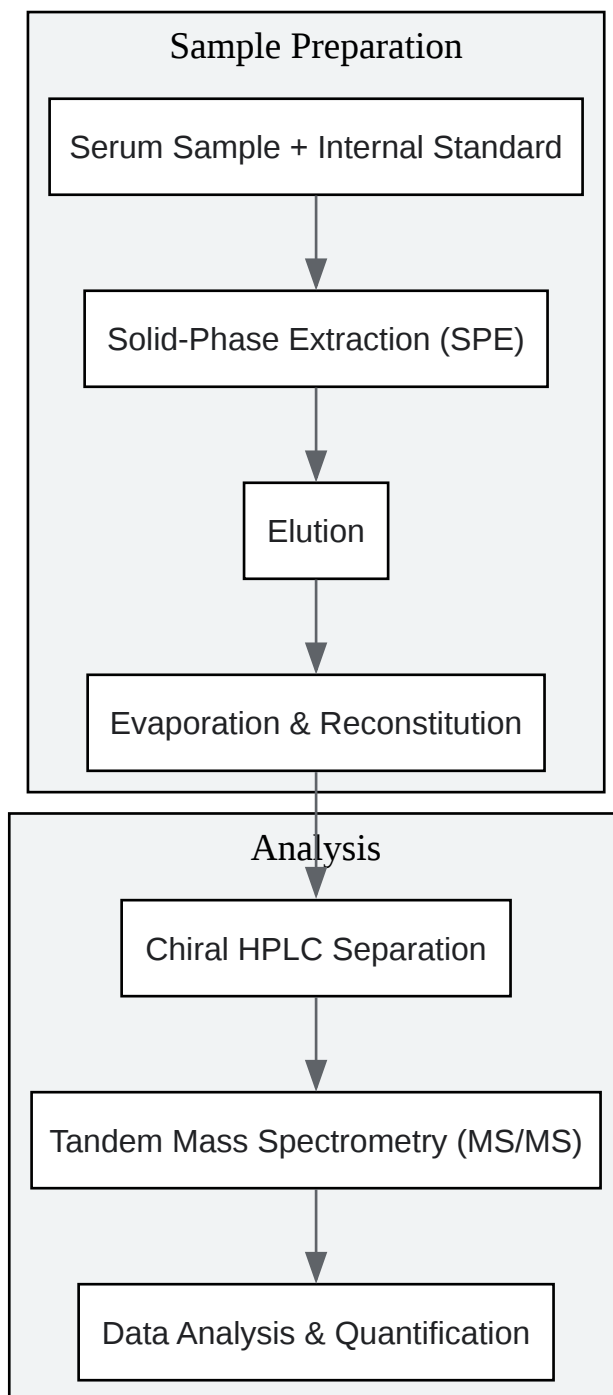 Sample Preparation
Serum Sample + Internal Standard
Solid-Phase Extraction (SPE)
Elution
Evaporation & Reconstitution
Analysis
Chiral HPLC Separation
Tandem Mass Spectrometry (MS/MS)
Data Analysis & Quantification